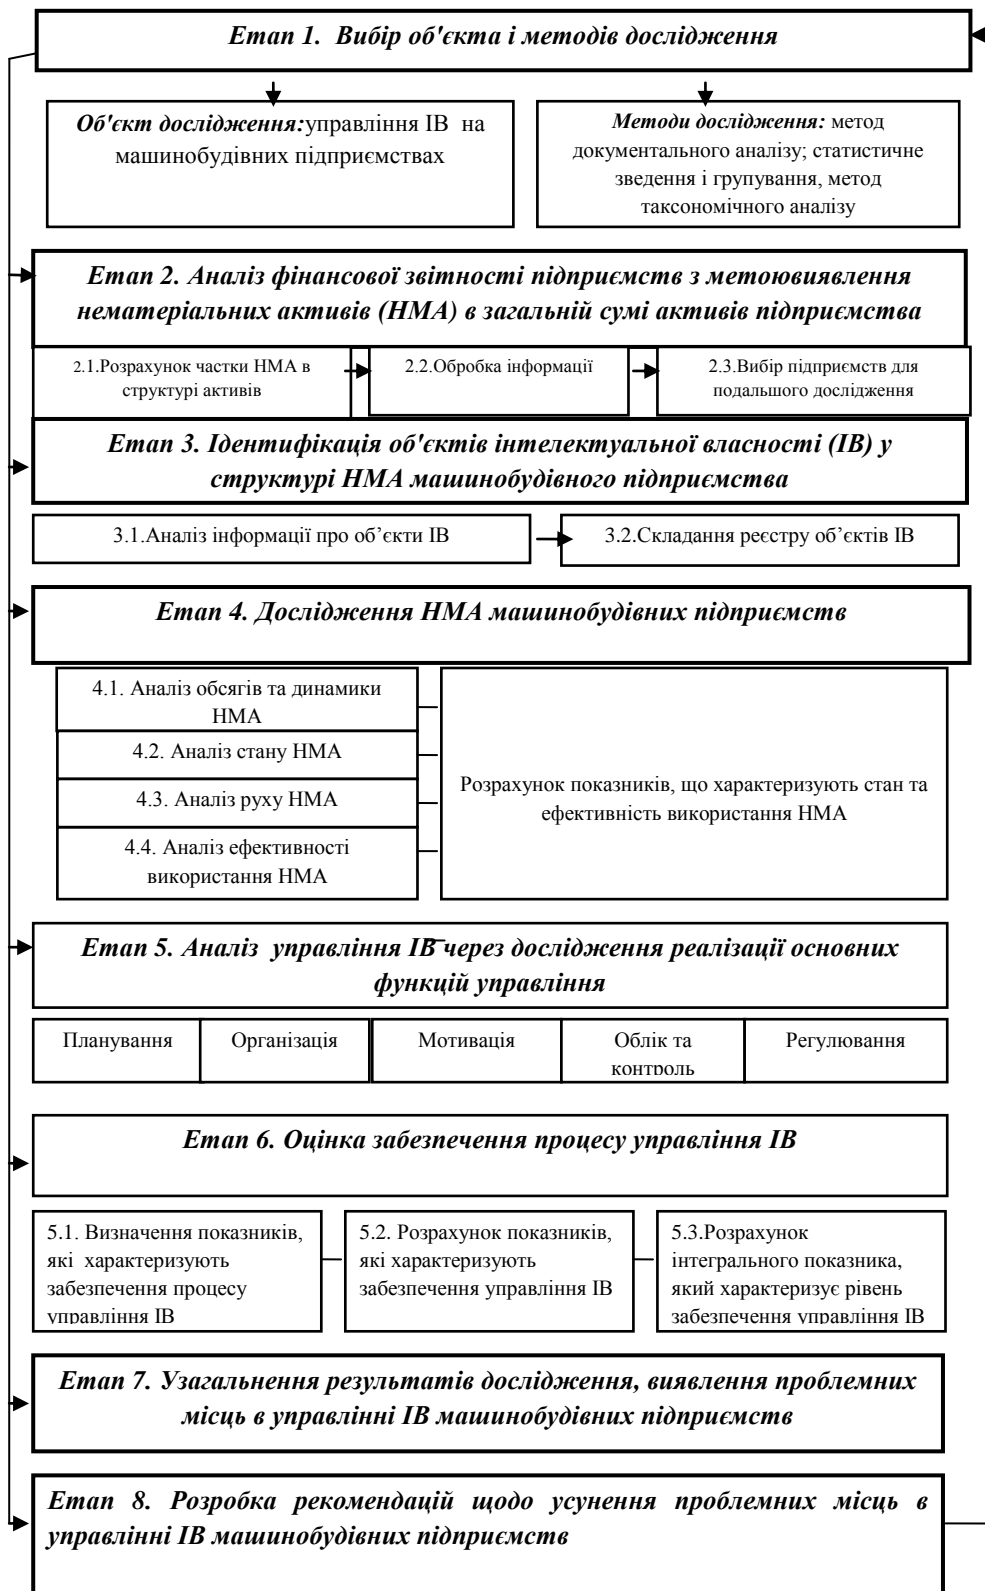 Етап 1. Вибір об'єкта і методів дослідження
Об'єкт дослідження:управління ІВ на
машинобудівних підприємствах
Методи дослідження: метод
документального аналізу; статистичне
зведення і групування, метод
таксономічного аналізу
Етап 2. Аналіз фінансової звітності підприємств з метоювиявлення
нематеріальних активів (НМА) в загальній сумі активів підприємства
2.1.Розрахунок частки НМА в
структурі активів
2.2.Обробка інформації
2.3.Вибір підприємств для
подальшого дослідження
Етап 3. Ідентифікація об'єктів інтелектуальної власності (ІВ) у
структурі НМА машинобудівного підприємства
3.1.Аналіз інформації про об’єкти ІВ
3.2.Складання реєстру об’єктів ІВ
Етап 4. Дослідження НМА машинобудівних підприємств
4.1. Аналіз обсягів та динамики
НМА
4.2. Аналіз стану НМА
4.3. Аналіз руху НМА
4.4. Аналіз ефективності
використання НМА
Розрахунок показників, що характеризують стан та
ефективність використання НМА
Етап 5. Аналіз управління ІВ через дослідження реалізації основних
функцій управління
Планування
Організація
Мотивація
Облік та
контроль
Регулювання
Етап 6. Оцінка забезпечення процесу управління ІВ
5.1. Визначення показників,
які характеризують
забезпечення процесу
управління ІВ
5.2. Розрахунок показників,
які характеризують
забезпечення управління ІВ
5.3.Розрахунок
інтегрального показника,
який характеризує рівень
забезпечення управління ІВ
Етап 7. Узагальнення результатів дослідження, виявлення проблемних
місць в управлінні ІВ машинобудівних підприємств
Етап 8. Розробка рекомендацій щодо усунення проблемних місць в
управлінні ІВ машинобудівних підприємств